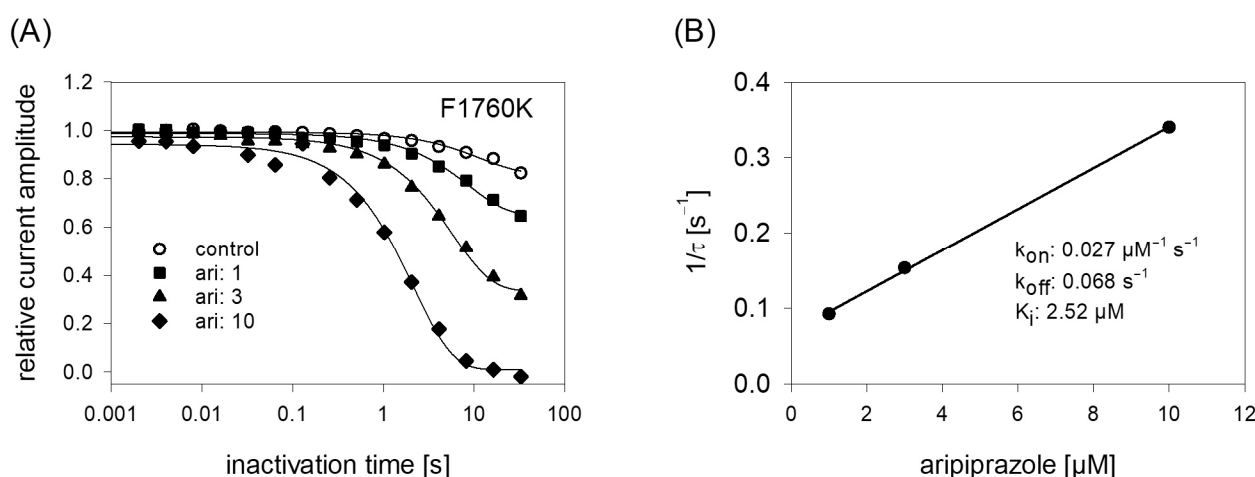 (A)
relative current amplitude
1.2
1.0
0.8
0.6
0.4
0.2
0.0
F1760K
control
ari: 1
ari: 3
ari: 10
0.001
0.01
0.1
1
10
100
inactivation time [s]
(B)
1/τ [s⁻¹]
0.4
0.3
0.2
0.1
0.0
kon: 0.027 µM⁻¹ s⁻¹
koff: 0.068 s⁻¹
Ki: 2.52 µM
0
2
4
6
8
10
12
aripiprazole [µM]